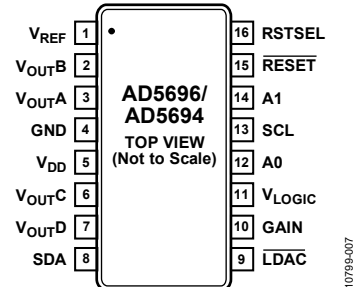 VREF 1
VOUTB 2
VOUTA 3
GND 4
VDD 5
VOUTC 6
VOUTD 7
SDA 8
AD5696/
AD5694
TOP VIEW
(Not to Scale)
16 RSTSEL
15 RESET
14 A1
13 SCL
12 A0
11 VLOGIC
10 GAIN
9 LDAC
10799-007